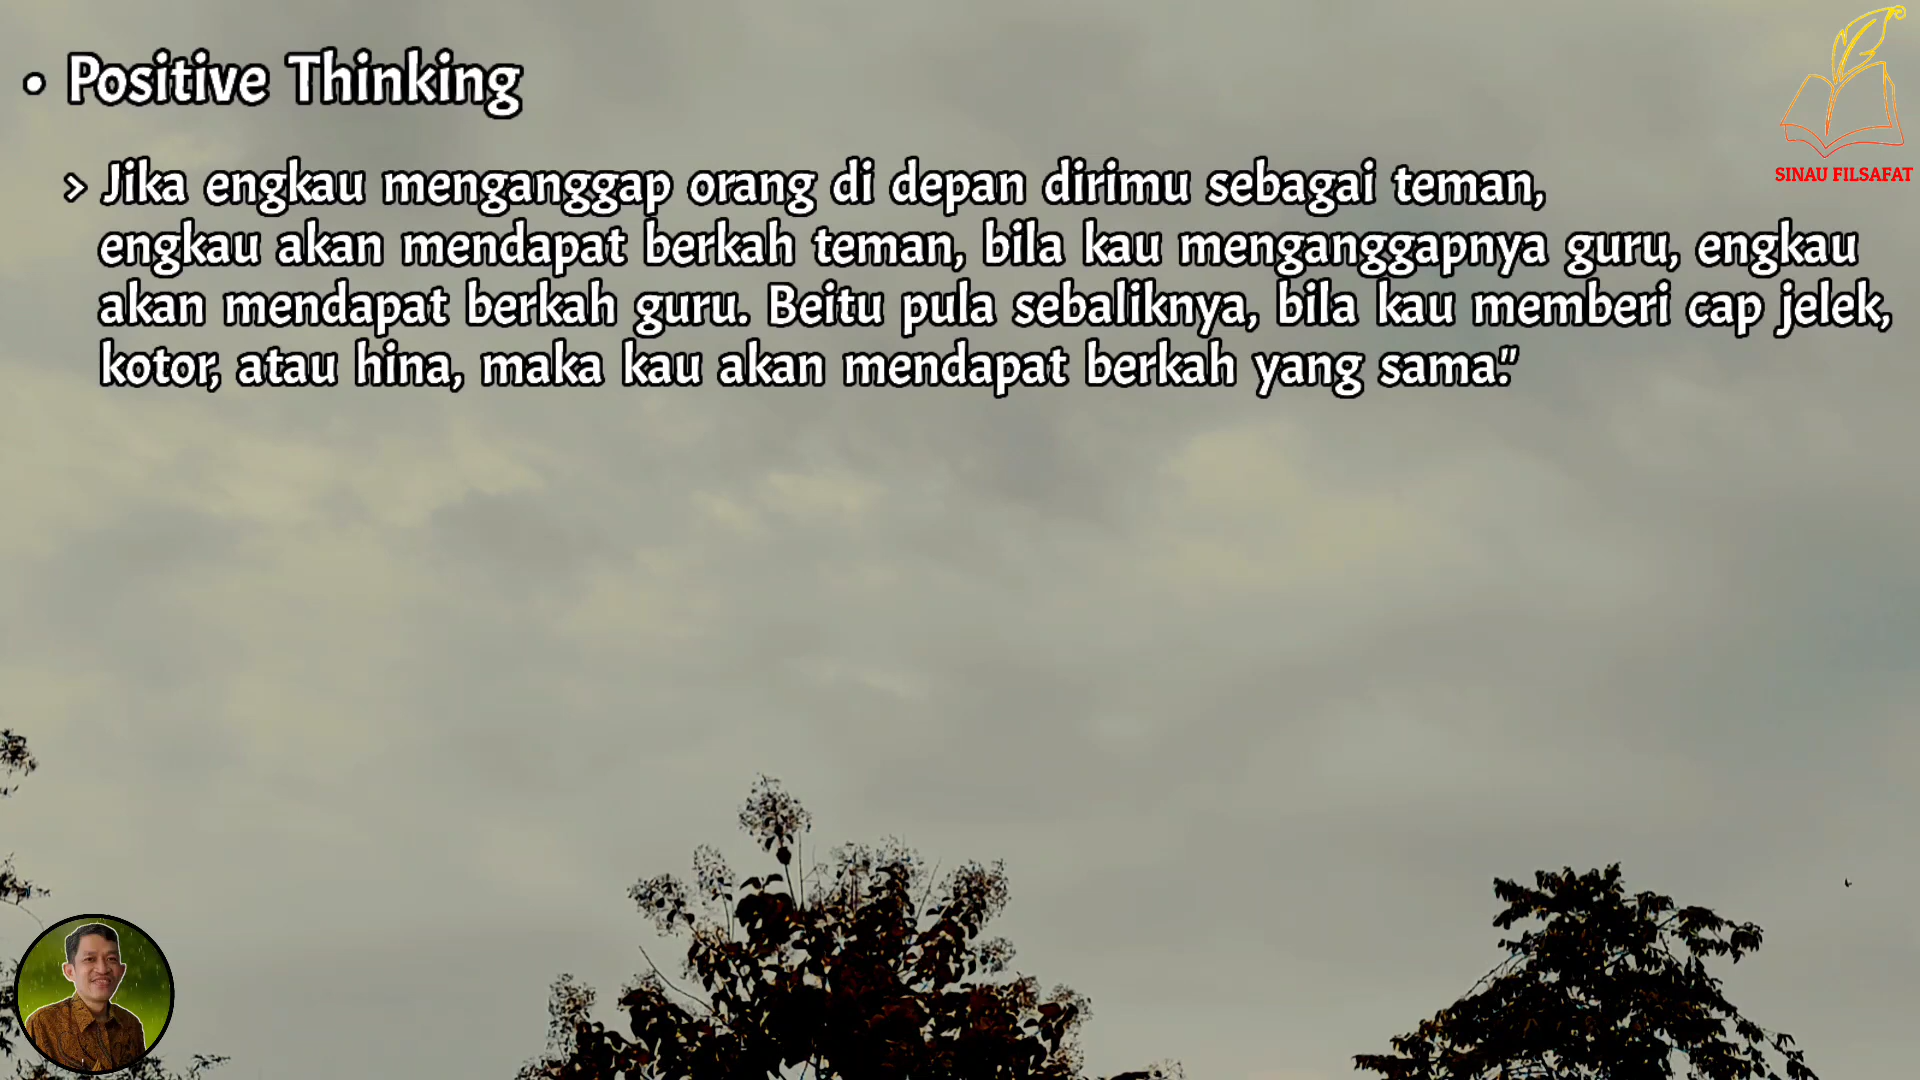 • Positive Thinking
SINAU FILSAFAT
> Jika engkau menganggap orang di depan dirimu sebagai teman,
engkau akan mendapat berkah teman, bila kau menganggapnya guru, engkau
akan mendapat berkah guru. Beitu pula sebaliknya, bila kau memberi cap jelek,
kotor, atau hina, maka kau akan mendapat berkah yang sama."